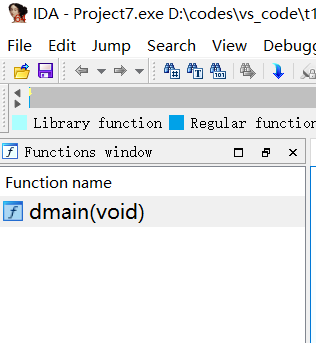 IDA - Project7.exe D:\codes\vs_code\t1
File Edit Jump Search View Debugg
Library function Regular function
Functions window
Function name
dmain(void)